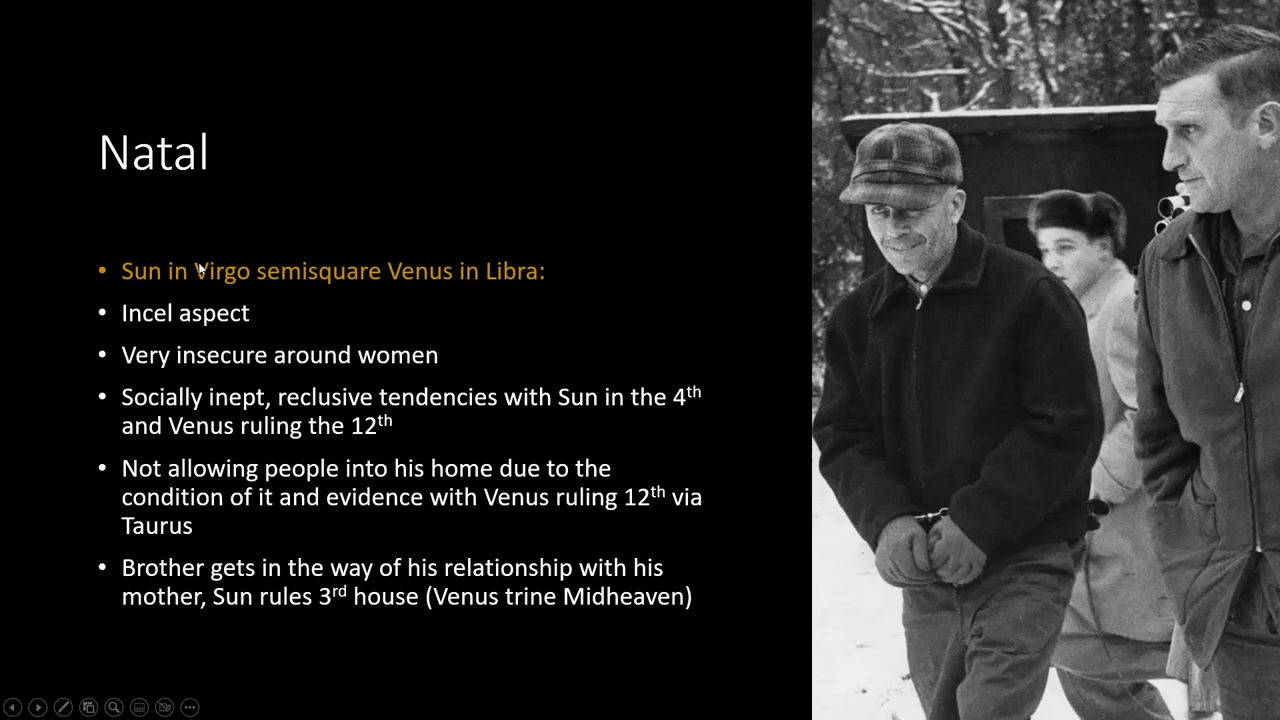 Natal
• Sun in Virgo semisquare Venus in Libra:
• Incel aspect
• Very insecure around women
• Socially inept, reclusive tendencies with Sun in the 4th
and Venus ruling the 12th
• Not allowing people into his home due to the
condition of it and evidence with Venus ruling 12th via
Taurus
• Brother gets in the way of his relationship with his
mother, Sun rules 3rd house (Venus trine Midheaven)